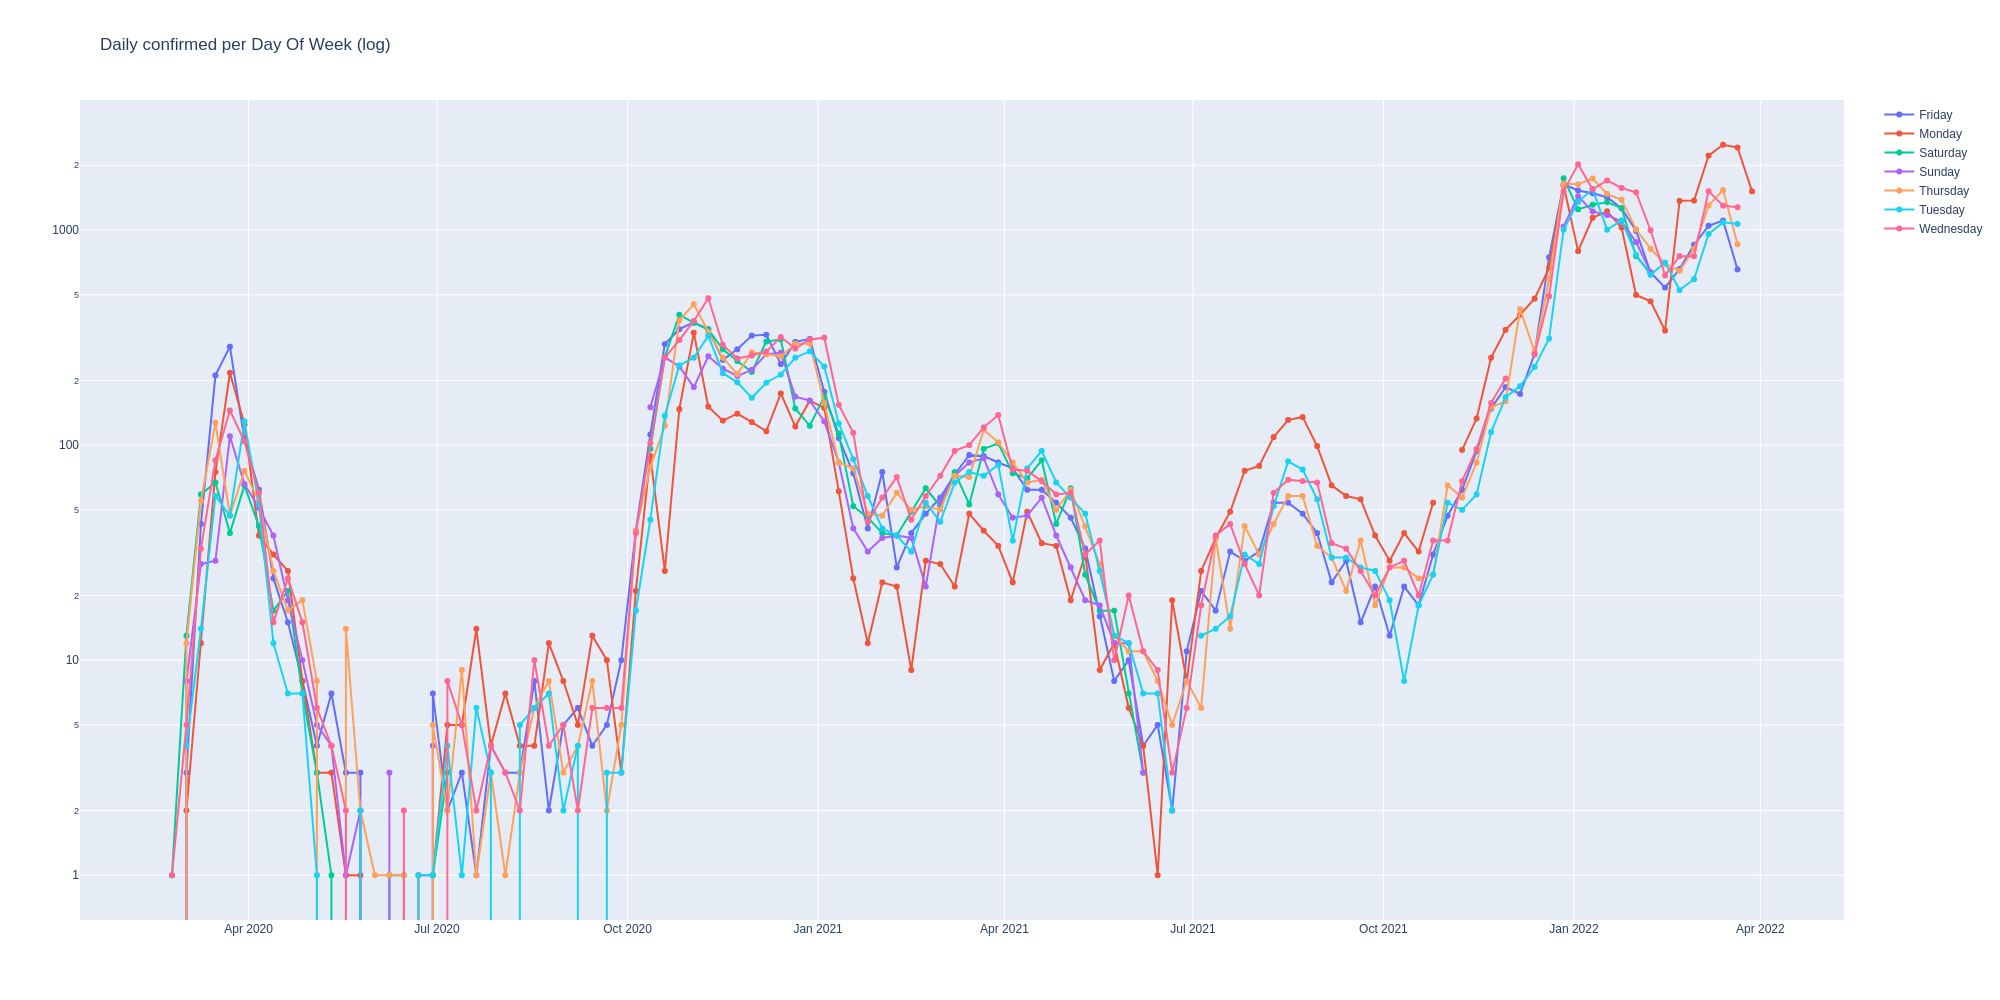 Daily confirmed per Day Of Week (log)
Friday
Monday
Saturday
Sunday
Thursday
Tuesday
Wednesday
2
1000
5
2
100
5
2
10
5
2
1
Apr 2020
Jul 2020
Oct 2020
Jan 2021
Apr 2021
Jul 2021
Oct 2021
Jan 2022
Apr 2022